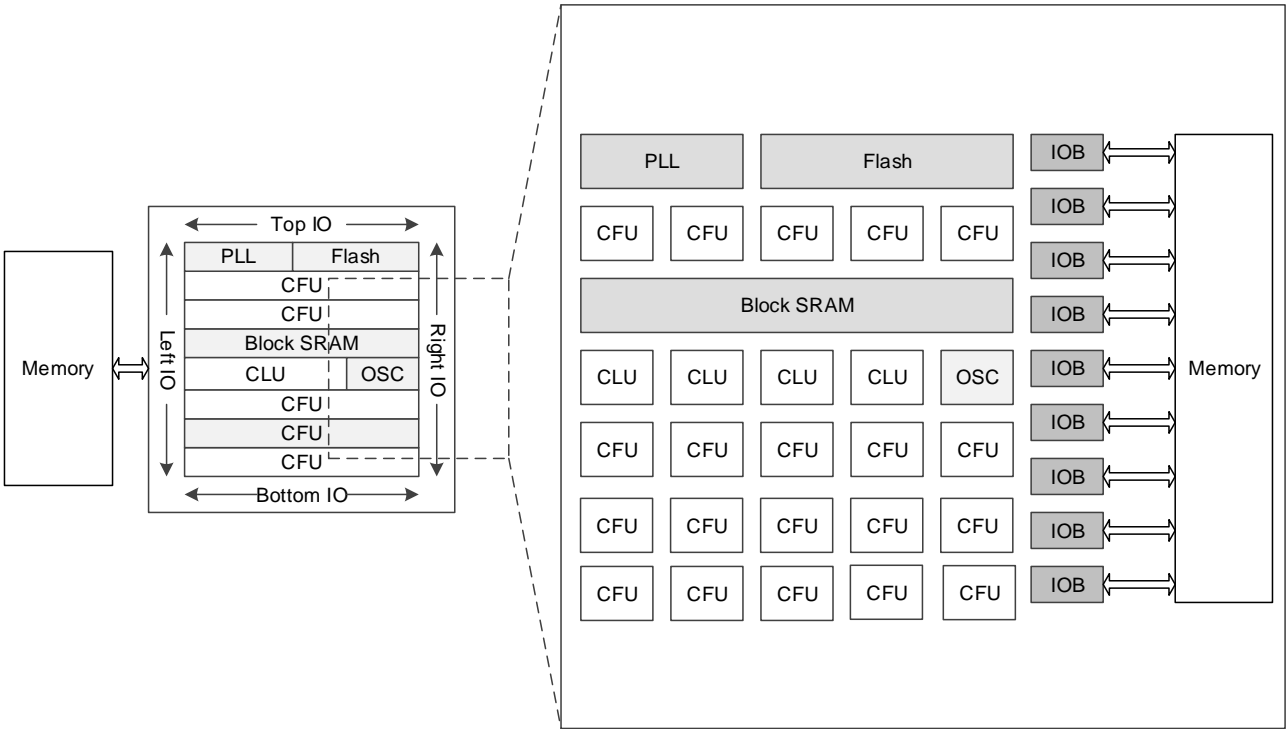 Memory
Top IO
Left IO
Right IO
PLL Flash
CFU
CFU
Block SRAM
CLU OSC
CFU
CFU
CFU
Bottom IO
PLL Flash IOB
IOB
CFU CFU CFU CFU CFU
IOB
Block SRAM IOB
CLU CLU CLU CLU OSC IOB Memory
IOB
CFU CFU CFU CFU CFU
IOB
CFU CFU CFU CFU CFU IOB
CFU CFU CFU CFU CFU IOB